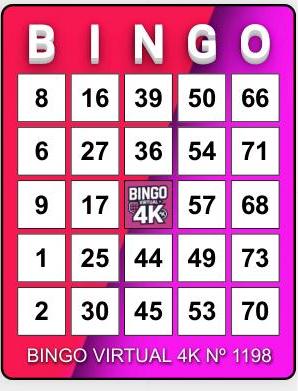 B I N G O
8 16 39 50 66
6 27 36 54 71
9 17 BINGO VIRTUAL 4K 57 68
1 25 44 49 73
2 30 45 53 70
BINGO VIRTUAL 4K Nº 1198